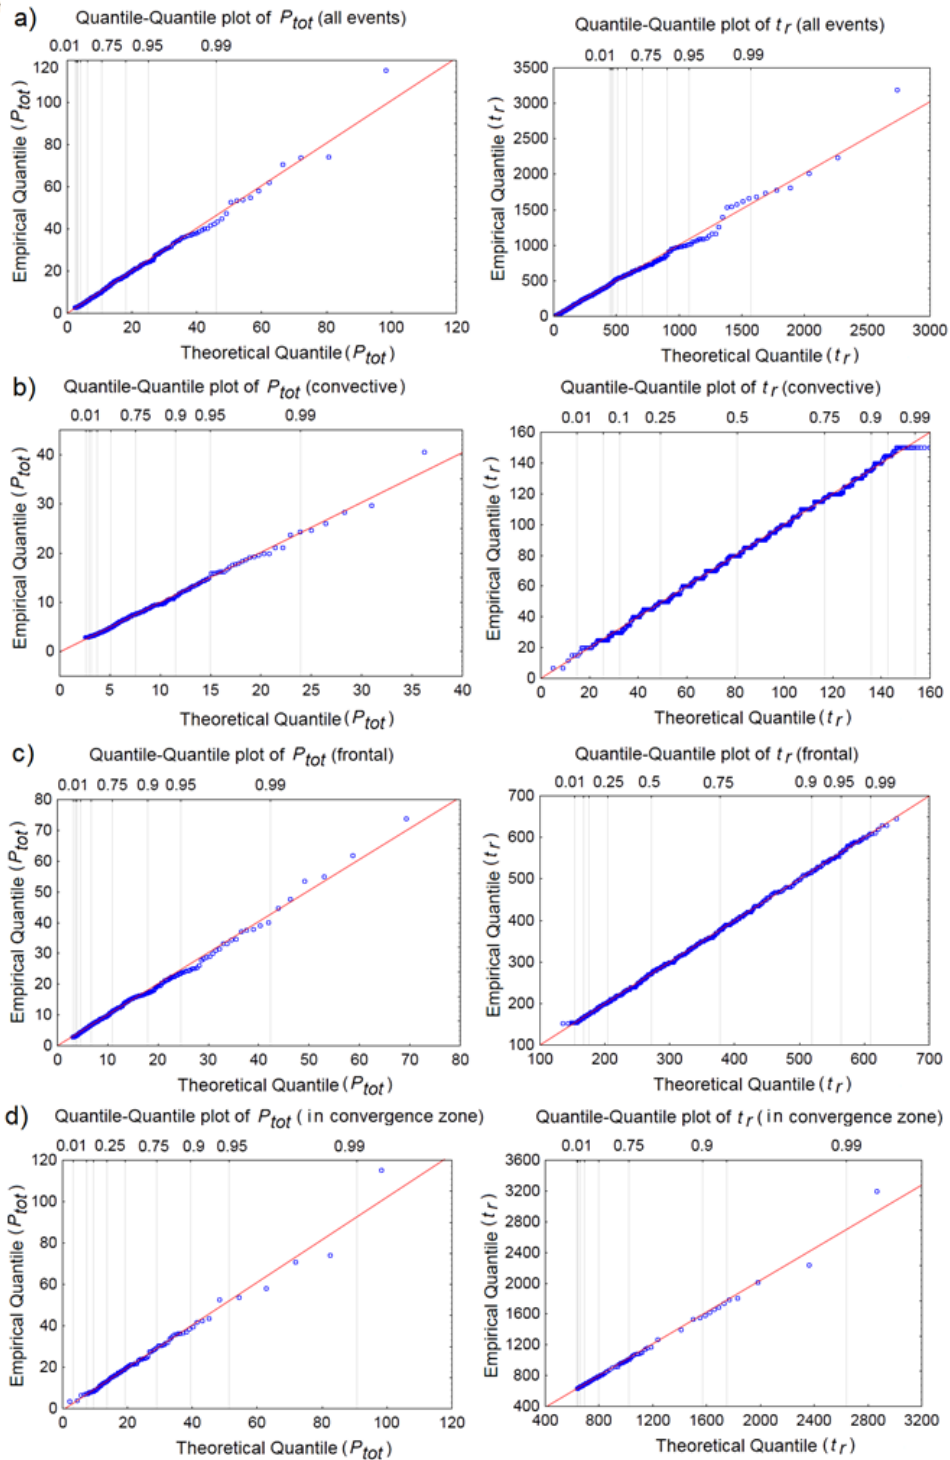 a) Quantile-Quantile plot of P_tot (all events)
0.01 0.75 0.95 0.99
120
100
80
60
40
20
0
Empirical Quantile (P_tot)
0 20 40 60 80 100 120
Theoretical Quantile (P_tot)
Quantile-Quantile plot of t_r (all events)
0.01 0.75 0.95 0.99
3500
3000
2500
2000
1500
1000
500
0
Empirical Quantile (t_r)
0 500 1000 1500 2000 2500 3000
Theoretical Quantile (t_r)
b) Quantile-Quantile plot of P_tot (convective)
0.01 0.75 0.9 0.95 0.99
40
30
20
10
0
Empirical Quantile (P_tot)
0 5 10 15 20 25 30 35 40
Theoretical Quantile (P_tot)
Quantile-Quantile plot of t_r (convective)
0.01 0.1 0.25 0.5 0.75 0.9 0.99
160
140
120
100
80
60
40
20
0
Empirical Quantile (t_r)
0 20 40 60 80 100 120 140 160
Theoretical Quantile (t_r)
c) Quantile-Quantile plot of P_tot (frontal)
0.01 0.75 0.9 0.95 0.99
80
70
60
50
40
30
20
10
0
Empirical Quantile (P_tot)
0 10 20 30 40 50 60 70 80
Theoretical Quantile (P_tot)
Quantile-Quantile plot of t_r (frontal)
0.01 0.25 0.5 0.75 0.9 0.95 0.99
700
600
500
400
300
200
100
Empirical Quantile (t_r)
100 200 300 400 500 600 700
Theoretical Quantile (t_r)
d) Quantile-Quantile plot of P_tot ( in convergence zone)
0.01 0.25 0.75 0.9 0.95 0.99
120
100
80
60
40
20
0
Empirical Quantile (P_tot)
0 20 40 60 80 100 120
Theoretical Quantile (P_tot)
Quantile-Quantile plot of t_r ( in convergence zone)
0.01 0.75 0.9 0.99
3600
3200
2800
2400
2000
1600
1200
800
400
Empirical Quantile (t_r)
400 800 1200 1600 2000 2400 2800 3200
Theoretical Quantile (t_r)